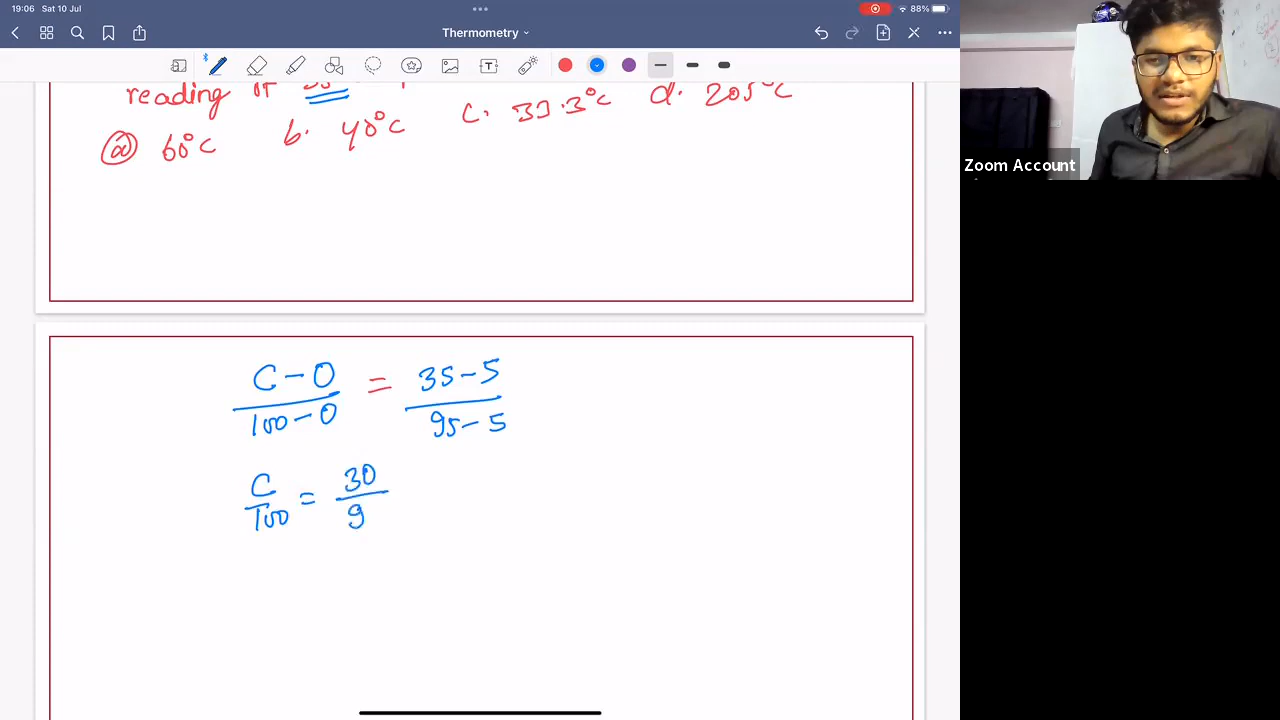 19:06 Sat 10 Jul
88%
Thermometry
reading of
a 60°C b. 40°C c. 33.3°C d. 205°C
C-0/100-0 = 35-5/95-5
C/100 = 30/9
Zoom Account